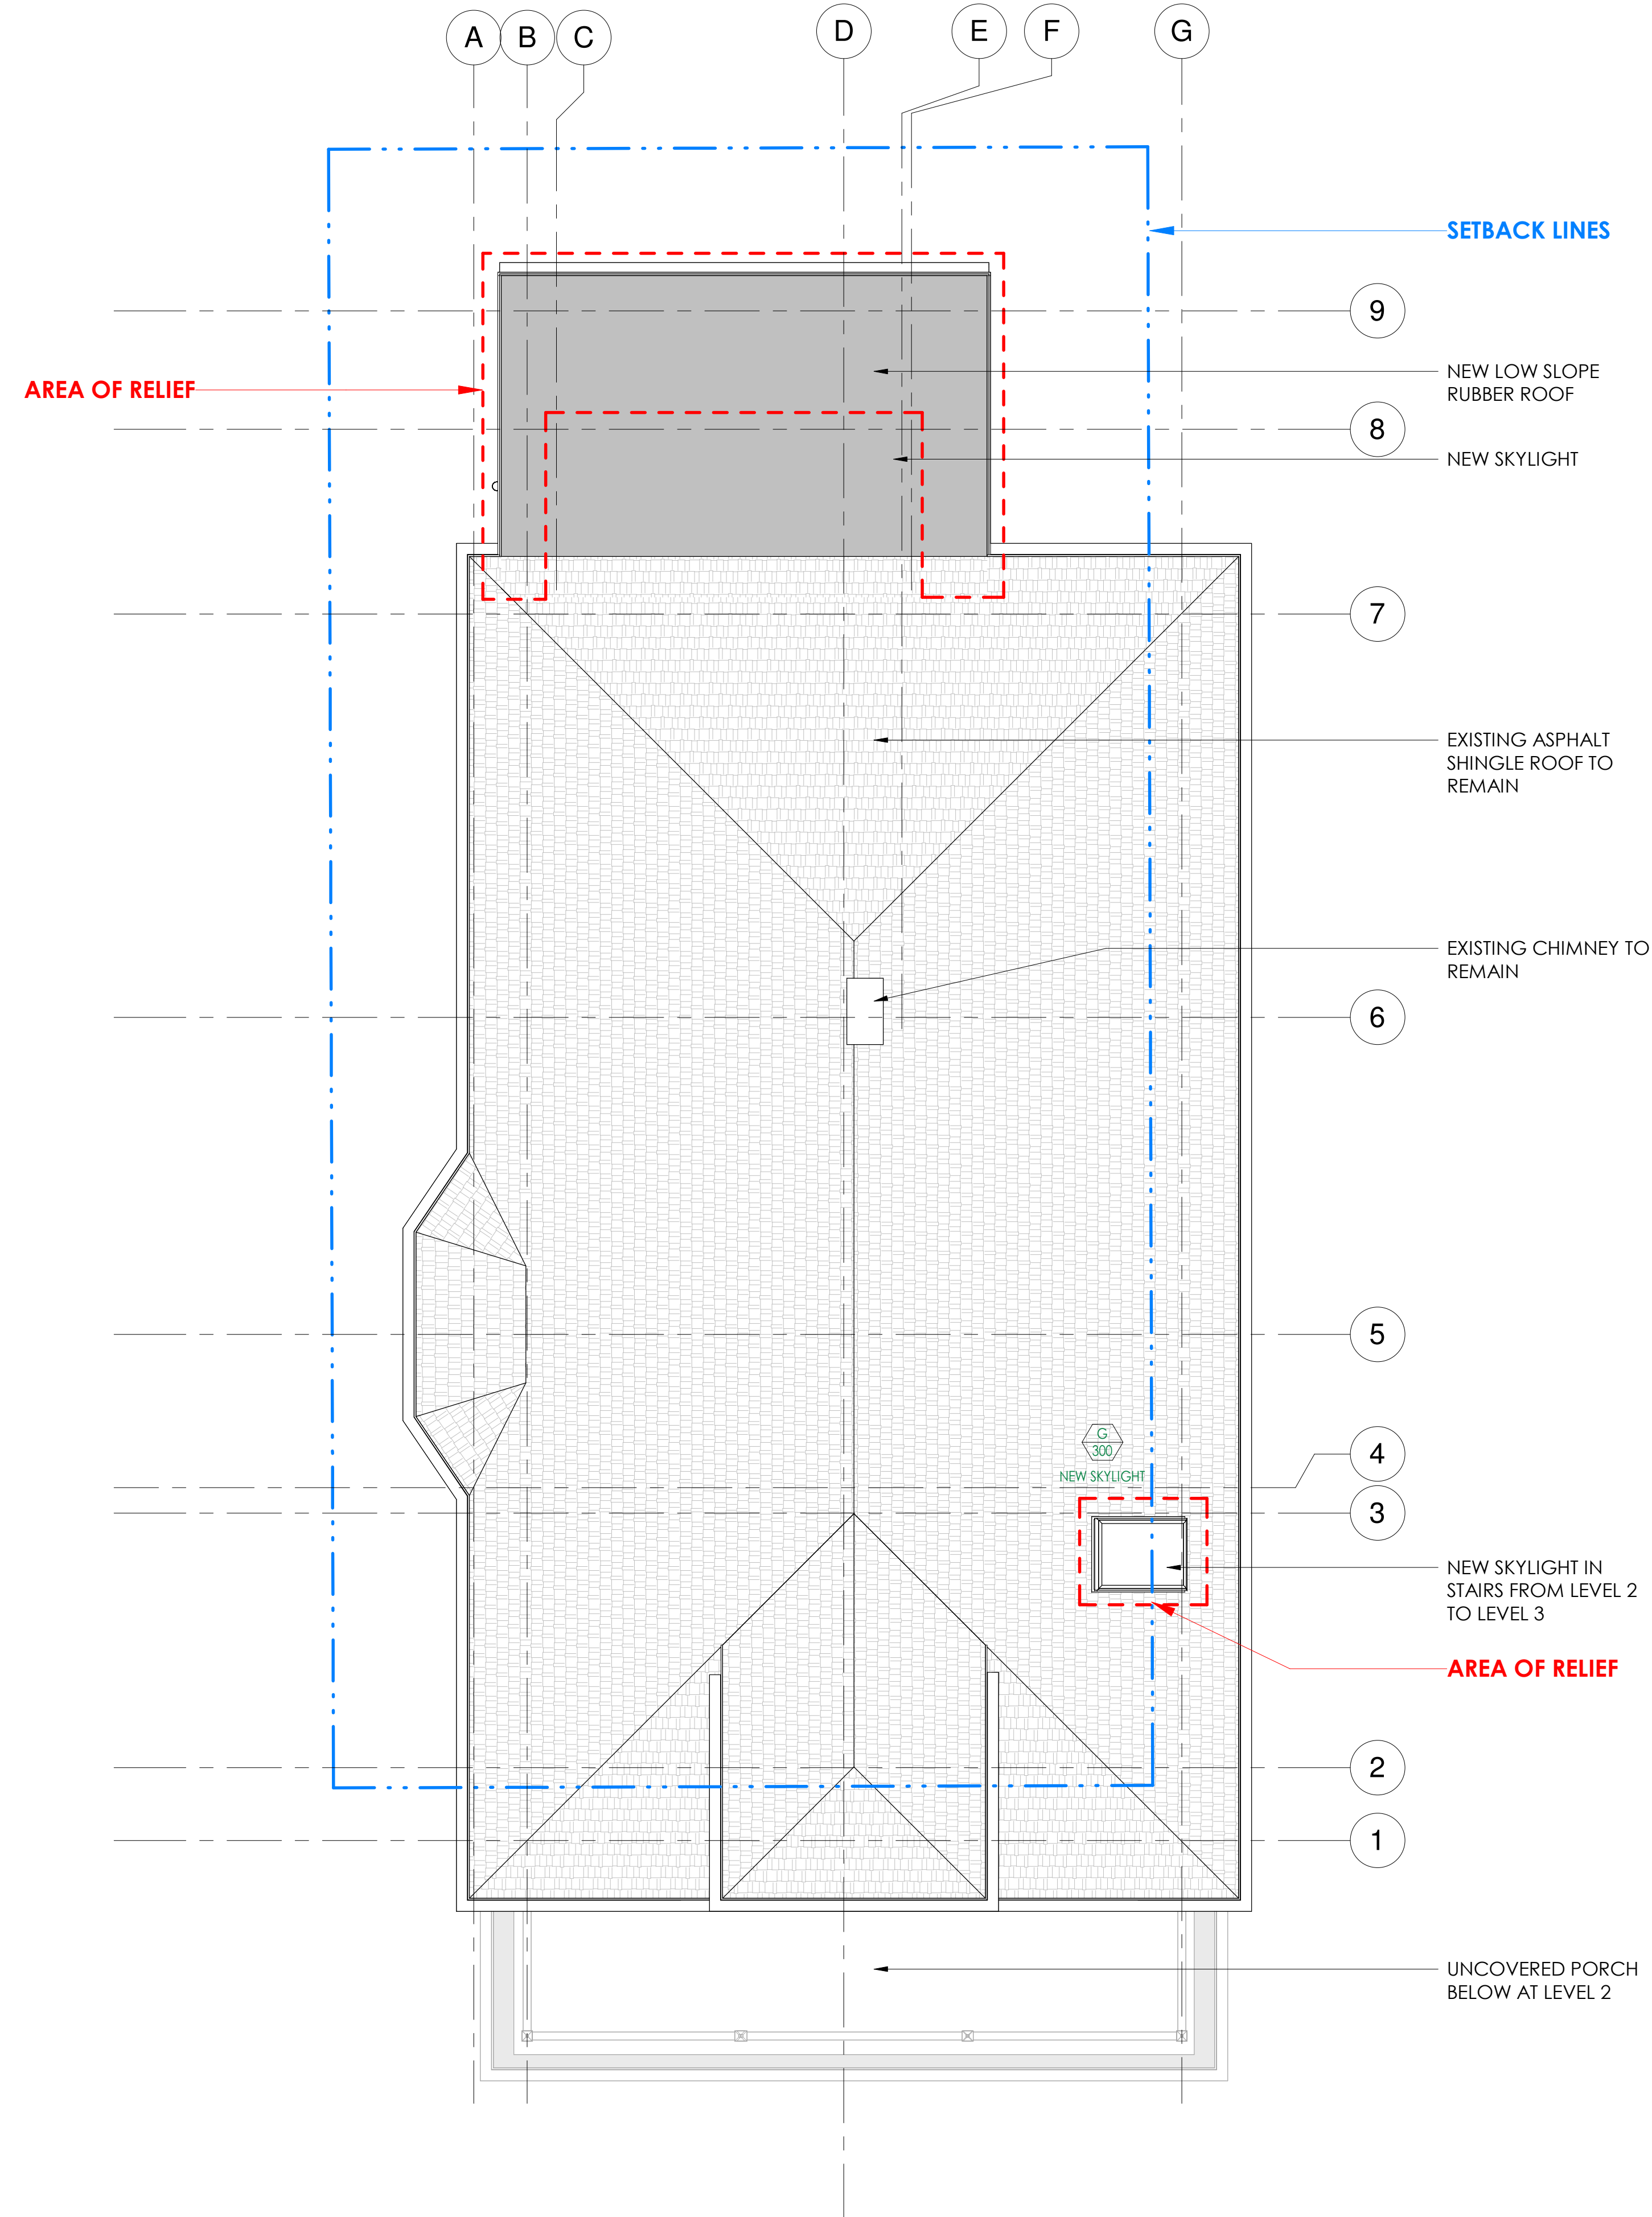 A B C D E F G
SETBACK LINES
9
AREA OF RELIEF
NEW LOW SLOPE
RUBBER ROOF
8
NEW SKYLIGHT
7
EXISTING ASPHALT
SHINGLE ROOF TO
REMAIN
EXISTING CHIMNEY TO
REMAIN
6
5
G
300
NEW SKYLIGHT
4
3
NEW SKYLIGHT IN
STAIRS FROM LEVEL 2
TO LEVEL 3
AREA OF RELIEF
2
1
UNCOVERED PORCH
BELOW AT LEVEL 2